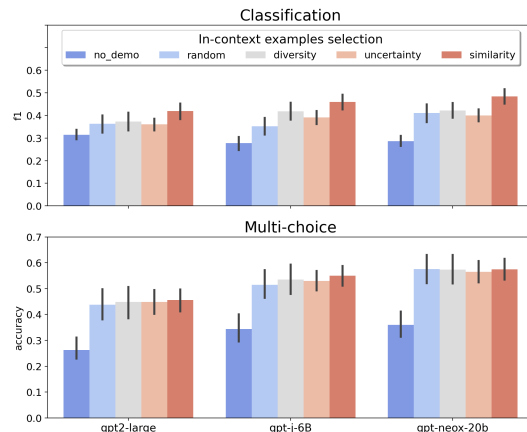 Classification
In-context examples selection
no_demo random diversity uncertainty similarity
f1
0.6
0.5
0.4
0.3
0.2
0.1
0.0
Multi-choice
accuracy
0.7
0.6
0.5
0.4
0.3
0.2
0.1
0.0
gpt2-large gpt-j-6B gpt-neox-20b